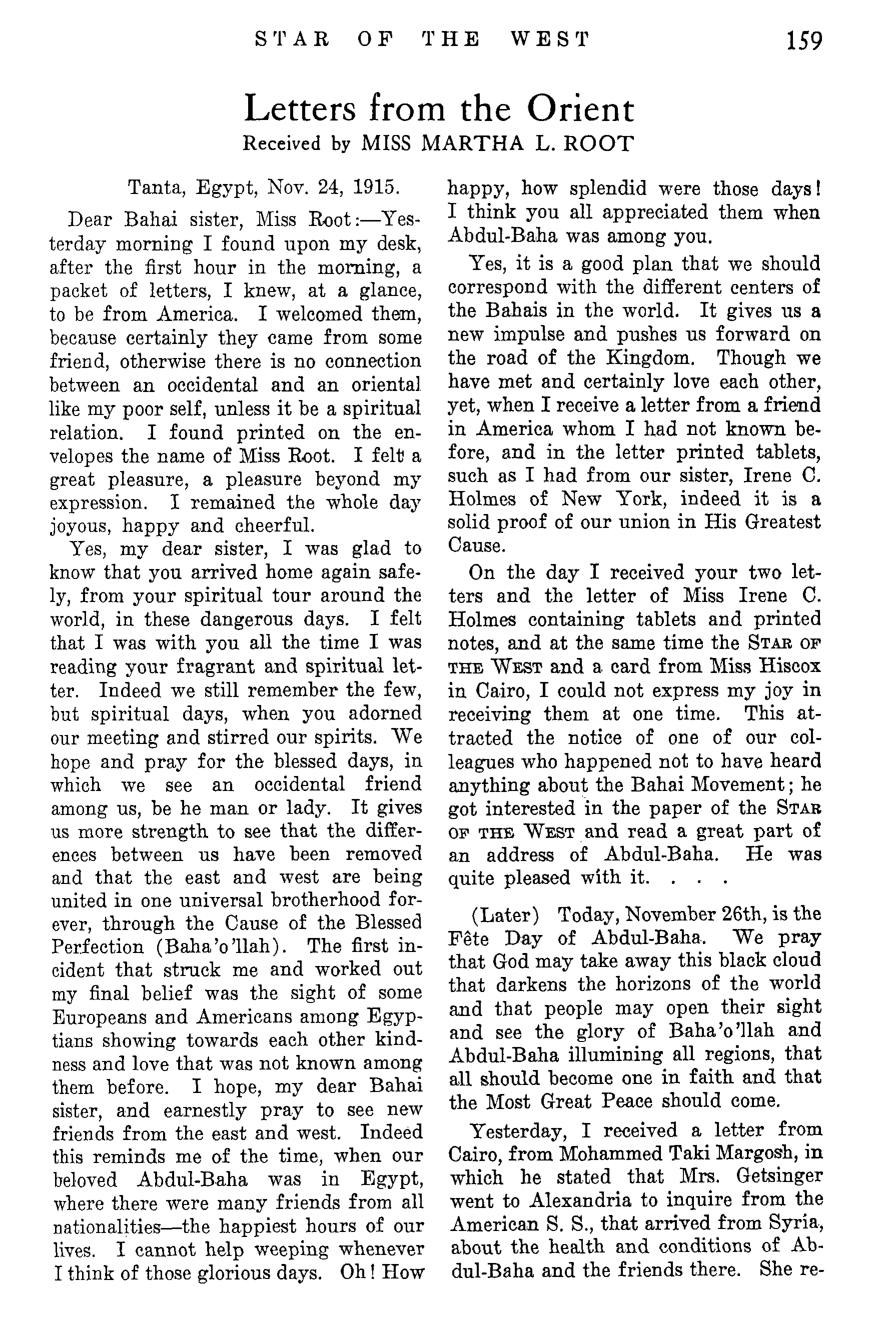 STAR OF THE WEST 159
Letters from the Orient
Received by MISS MARTHA L. ROOT
Tanta, Egypt, Nov. 24, 1915.
Dear Bahai sister, Miss Root:—Yes-
terday morning I found upon my desk,
after the first hour in the morning, a
packet of letters, I knew, at a glance,
to be from America. I welcomed them,
because certainly they came from some
friend, otherwise there is no connection
between an occidental and an oriental
like my poor self, unless it be a spiritual
relation. I found printed on the en-
velopes the name of Miss Root. I felt a
great pleasure, a pleasure beyond my
expression. I remained the whole day
joyous, happy and cheerful.
Yes, my dear sister, I was glad to
know that you arrived home again safe-
ly, from your spiritual tour around the
world, in these dangerous days. I felt
that I was with you all the time I was
reading your fragrant and spiritual let-
ter. Indeed we still remember the few,
but spiritual days, when you adorned
our meeting and stirred our spirits. We
hope and pray for the blessed days, in
which we see an occidental friend
among us, be he man or lady. It gives
us more strength to see that the differ-
ences between us have been removed
and that the east and west are being
united in one universal brotherhood for-
ever, through the Cause of the Blessed
Perfection (Baha'o'llah). The first in-
cident that struck me and worked out
my final belief was the sight of some
Europeans and Americans among Egyp-
tians showing towards each other kind-
ness and love that was not known among
them before. I hope, my dear Bahai
sister, and earnestly pray to see new
friends from the east and west. Indeed
this reminds me of the time, when our
beloved Abdul-Baha was in Egypt,
where there were many friends from all
nationalities—the happiest hours of our
lives. I cannot help weeping whenever
I think of those glorious days. Oh! How
happy, how splendid were those days!
I think you all appreciated them when
Abdul-Baha was among you.
Yes, it is a good plan that we should
correspond with the different centers of
the Bahais in the world. It gives us a
new impulse and pushes us forward on
the road of the Kingdom. Though we
have met and certainly love each other,
yet, when I receive a letter from a friend
in America whom I had not known be-
fore, and in the letter printed tablets,
such as I had from our sister, Irene C.
Holmes of New York, indeed it is a
solid proof of our union in His Greatest
Cause.
On the day I received your two let-
ters and the letter of Miss Irene C.
Holmes containing tablets and printed
notes, and at the same time the STAR OF
THE WEST and a card from Miss Hiscox
in Cairo, I could not express my joy in
receiving them at one time. This at-
tracted the notice of one of our col-
leagues who happened not to have heard
anything about the Bahai Movement; he
got interested in the paper of the STAR
OF THE WEST and read a great part of
an address of Abdul-Baha. He was
quite pleased with it. . . .
(Later) Today, November 26th, is the
Fête Day of Abdul-Baha. We pray
that God may take away this black cloud
that darkens the horizons of the world
and that people may open their sight
and see the glory of Baha'o'llah and
Abdul-Baha illumining all regions, that
all should become one in faith and that
the Most Great Peace should come.
Yesterday, I received a letter from
Cairo, from Mohammed Taki Margosh, in
which he stated that Mrs. Getsinger
went to Alexandria to inquire from the
American S. S., that arrived from Syria,
about the health and conditions of Ab-
dul-Baha and the friends there. She re-